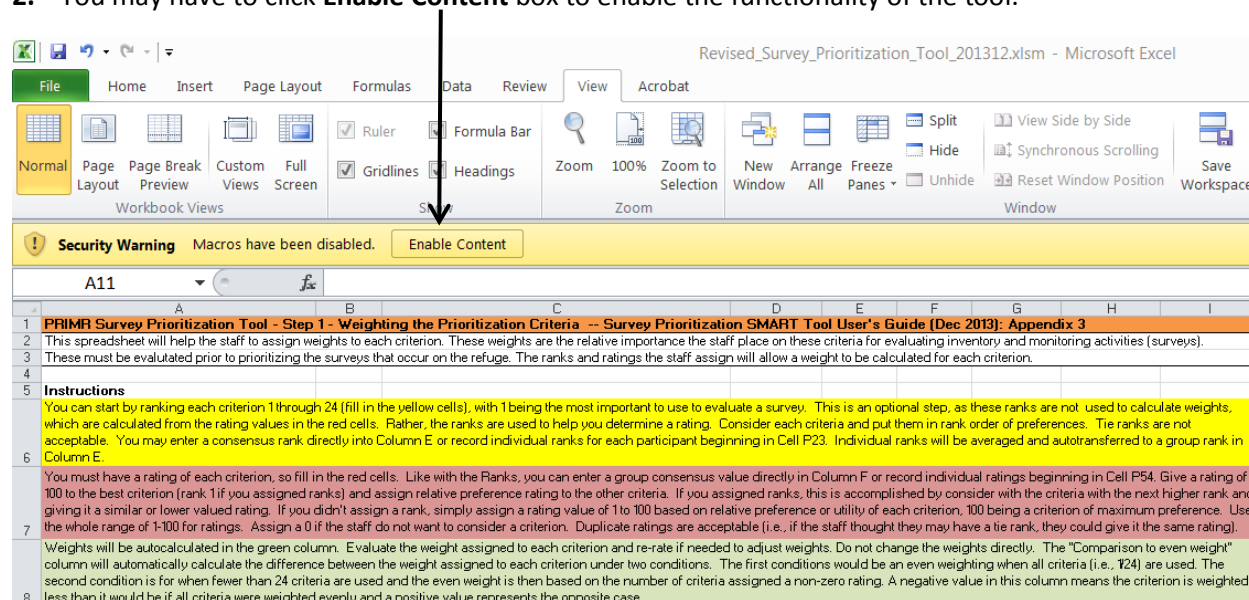 2. You may have to click Enable Content box to enable the functionality of the tool.
Revised_Survey_Prioritization_Tool_201312.xlsm - Microsoft Excel
File Home Insert Page Layout Formulas Data Review View Acrobat
Normal Page Layout Page Break Preview Custom Views Full Screen
Workbook Views
Ruler Formula Bar
Gridlines Headings
Show
Zoom 100% Zoom to Selection
Zoom
New Window Arrange All Freeze Panes
Split
Hide
Unhide
View Side by Side
Synchronous Scrolling
Reset Window Position
Save Workspace
Window
Security Warning Macros have been disabled. Enable Content
A11 fx
A B C D E F G H I
1 PRIMR Survey Prioritization Tool - Step 1 - Weighting the Prioritization Criteria -- Survey Prioritization SMART Tool User's Guide (Dec 2013): Appendix 3
2 This spreadsheet will help the staff to assign weights to each criterion. These weights are the relative importance the staff place on these criteria for evaluating inventory and monitoring activities (surveys).
3 These must be evalutated prior to prioritizing the surveys that occur on the refuge. The ranks and ratings the staff assign will allow a weight to be calculated for each criterion.
4
5 Instructions
You can start by ranking each criterion 1 through 24 (fill in the yellow cells), with 1 being the most important to use to evaluate a survey. This is an optional step, as these ranks are not used to calculate weights,
which are calculated from the rating values in the red cells. Rather, the ranks are used to help you determine a rating. Consider each criteria and put them in rank order of preferences. Tie ranks are not
acceptable. You may enter a consensus rank directly into Column E or record individual ranks for each participant beginning in Cell P23. Individual ranks will be averaged and autotransferred to a group rank in
6 Column E.
You must have a rating of each criterion, so fill in the red cells. Like with the Ranks, you can enter a group consensus value directly in Column F or record individual ratings beginning in Cell P54. Give a rating of
100 to the best criterion (rank 1 if you assigned ranks) and assign relative preference rating to the other criteria. If you assigned ranks, this is accomplished by consider with the criteria with the next higher rank and
giving it a similar or lower valued rating. If you didn't assign a rank, simply assign a rating value of 1 to 100 based on relative preference or utility of each criterion, 100 being a criterion of maximum preference. Use
7 the whole range of 1-100 for ratings. Assign a 0 if the staff do not want to consider a criterion. Duplicate ratings are acceptable (i.e., if the staff thought they may have a tie rank, they could give it the same rating).
Weights will be autocalculated in the green column. Evaluate the weight assigned to each criterion and re-rate if needed to adjust weights. Do not change the weights directly. The "Comparison to even weight"
column will automatically calculate the difference between the weight assigned to each criterion under two conditions. The first conditions would be an even weighting when all criteria (i.e., 1/24) are used. The
second condition is for when fewer than 24 criteria are used and the even weight is then based on the number of criteria assigned a non-zero rating. A negative value in this column means the criterion is weighted
8 less than it would be if all criteria were weighted evenly and a positive value represents the opposite case.